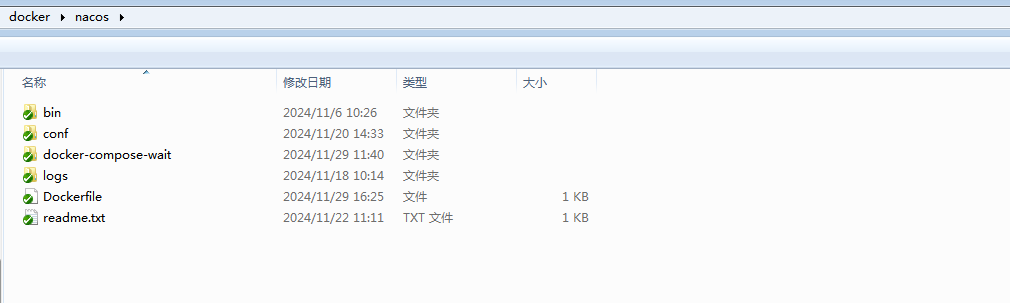 docker ▸ nacos ▸
名称 修改日期 类型 大小
bin 2024/11/6 10:26 文件夹
conf 2024/11/20 14:33 文件夹
docker-compose-wait 2024/11/29 11:40 文件夹
logs 2024/11/18 10:14 文件夹
Dockerfile 2024/11/29 16:25 文件 1 KB
readme.txt 2024/11/22 11:11 TXT 文件 1 KB